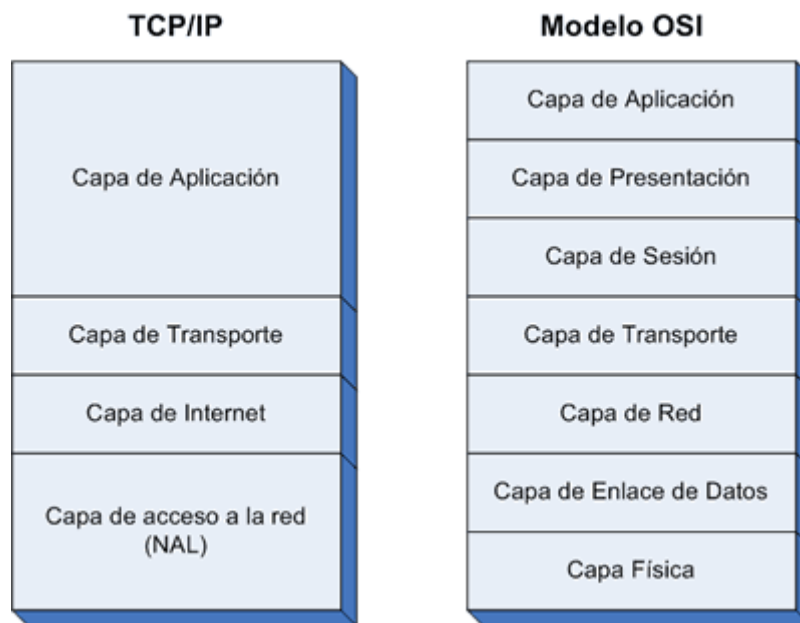 TCP/IP
Capa de Aplicación
Capa de Transporte
Capa de Internet
Capa de acceso a la red
(NAL)
Modelo OSI
Capa de Aplicación
Capa de Presentación
Capa de Sesión
Capa de Transporte
Capa de Red
Capa de Enlace de Datos
Capa Física